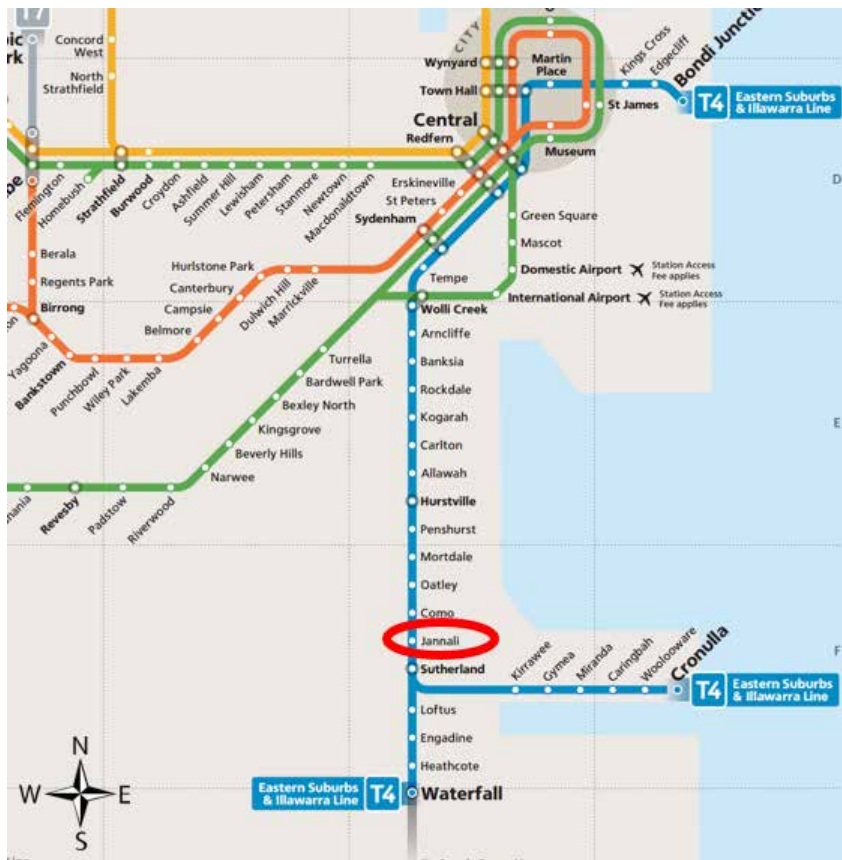 T7
Concord
West
North
Strathfield
CITY
Wynyard
Town Hall
Central
Redfern
Martin
Place
Kings Cross
Edgecliff
Bondi Junction
T4
Eastern Suburbs
& Illawarra Line
St James
Museum
D
Flemington
Homebush
Strathfield
Burwood
Croydon
Ashfield
Summer Hill
Lewisham
Petersham
Stanmore
Newtown
Macdonaldtown
Erskineville
St Peters
Sydenham
Green Square
Mascot
Domestic Airport
Station Access
Fee applies
International Airport
Station Access
Fee applies
Tempe
Wolli Creek
Berala
Regents Park
Birrong
Yagoona
Bankstown
Punchbowl
Wiley Park
Lakemba
Belmore
Campsie
Canterbury
Hurlstone Park
Dulwich Hill
Marrickville
Turrella
Bardwell Park
Bexley North
Kingsgrove
Beverly Hills
Narwee
Riverwood
Padstow
Revesby
Arncliffe
Banksia
Rockdale
Kogarah
E
Carlton
Allawah
Hurstville
Penshurst
Mortdale
Oatley
Como
Jannali
Sutherland
F
Kirrawee
Gymea
Miranda
Caringbah
Woolooware
Cronulla
T4
Eastern Suburbs
& Illawarra Line
Loftus
Engadine
Heathcote
Eastern Suburbs
& Illawarra Line
T4
Waterfall
N
W
E
S